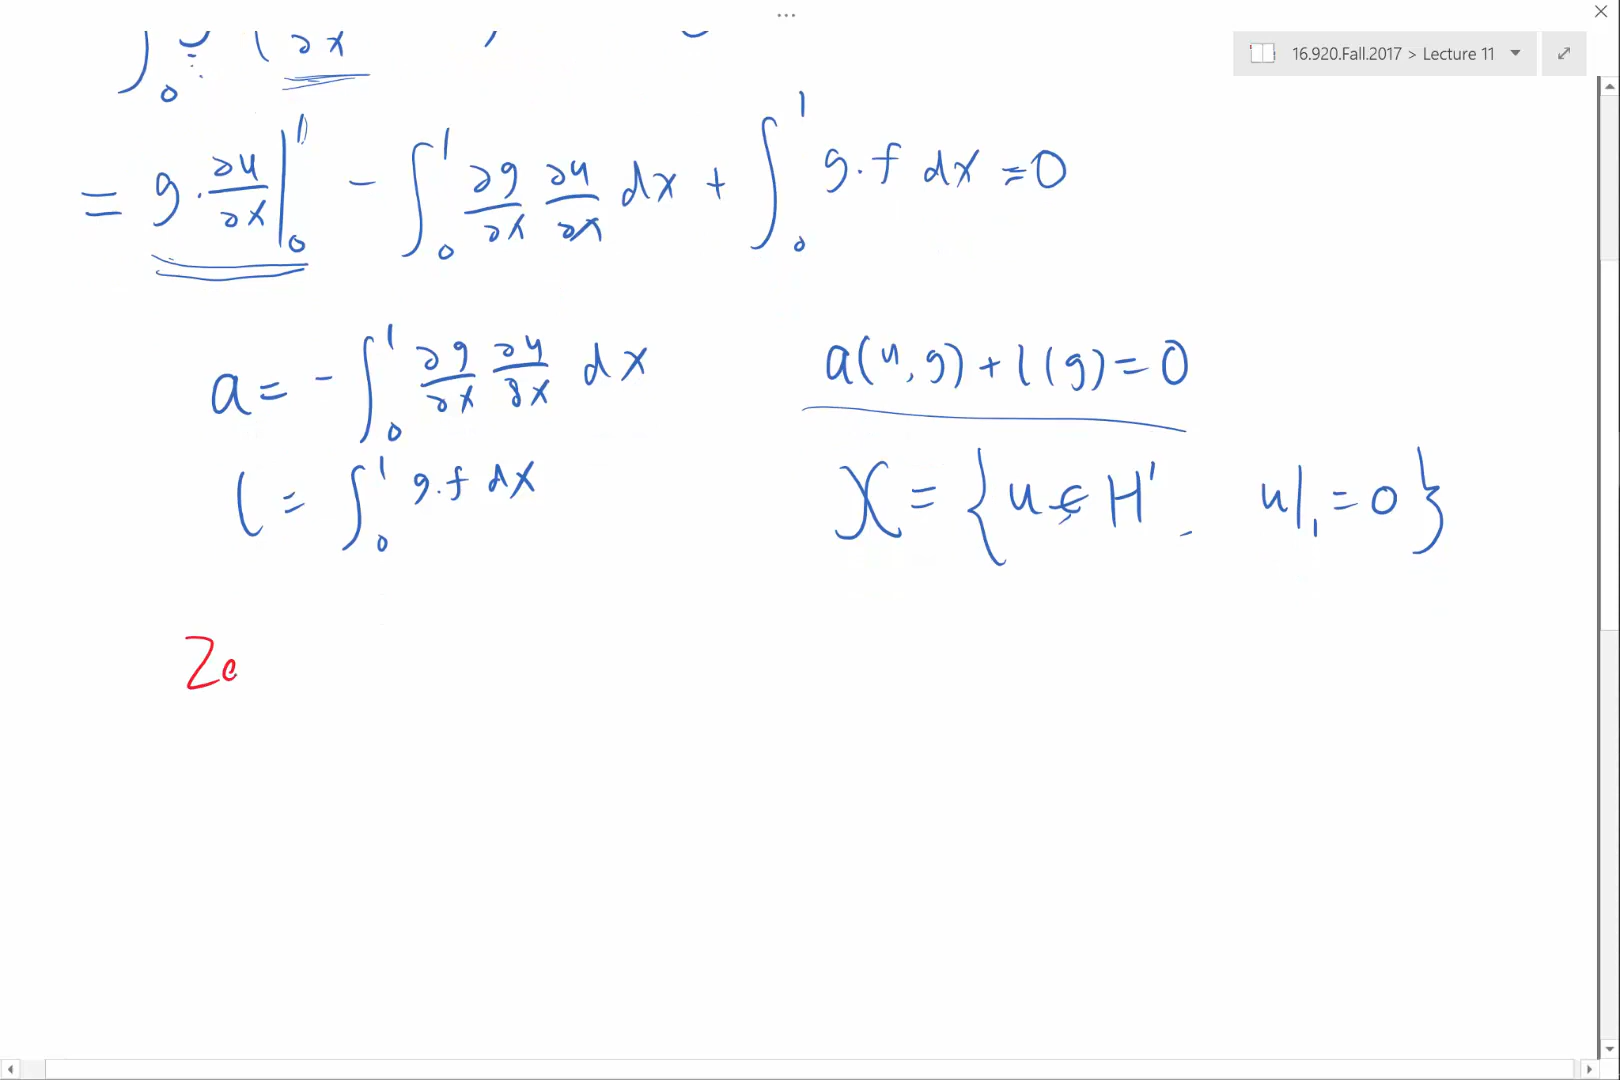 16.920.Fall.2017 > Lecture 11
∫₀ ∂x
= g·∂u/∂x|₀¹ - ∫₀¹ ∂g/∂x ∂u/∂x dx + ∫₀¹ g.f dx = 0
a = - ∫₀¹ ∂g/∂x ∂u/∂x dx
a(u,g) + l(g) = 0
l = ∫₀¹ g.f dx
X = { u ∈ H¹. u|₁ = 0 }
Ze